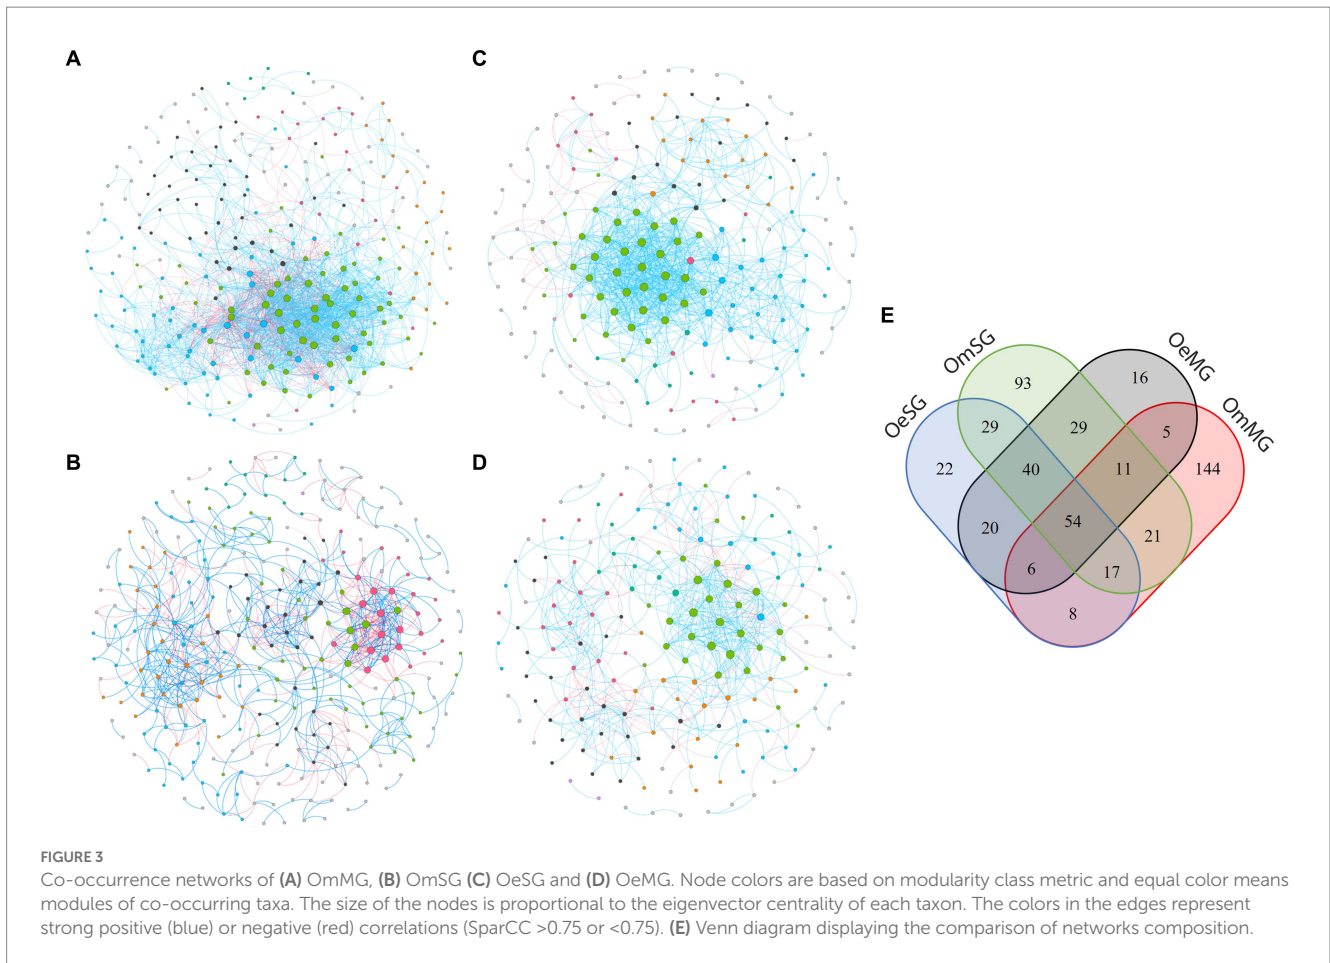 A
C
B
D
E
OmSG
OeMG
OeSG
OmMG
93
16
29
29
5
22
40
11
144
20
54
21
6
17
8
FIGURE 3
Co-occurrence networks of (A) OmMG, (B) OmSG (C) OeSG and (D) OeMG. Node colors are based on modularity class metric and equal color means
modules of co-occurring taxa. The size of the nodes is proportional to the eigenvector centrality of each taxon. The colors in the edges represent
strong positive (blue) or negative (red) correlations (SparCC >0.75 or <0.75). (E) Venn diagram displaying the comparison of networks composition.